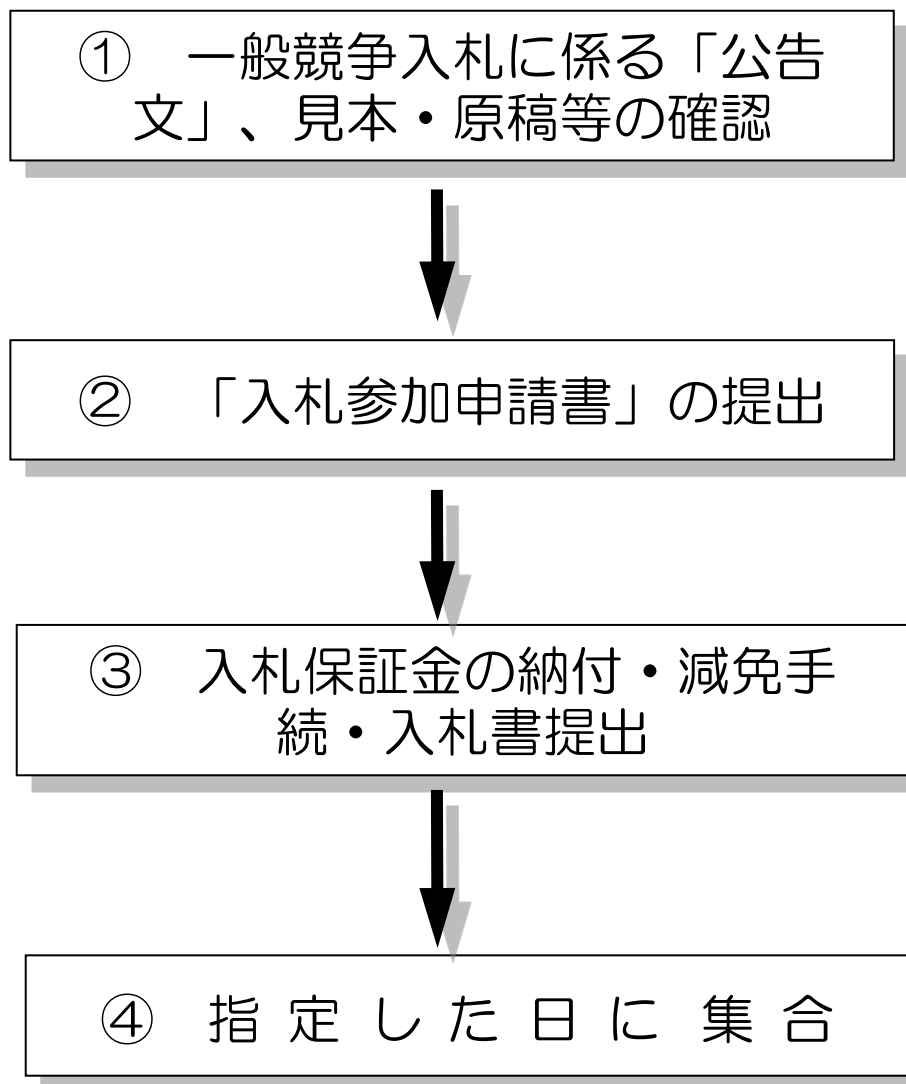 ① 一般競争入札に係る「公告
文」、見本・原稿等の確認
② 「入札参加申請書」の提出
③ 入札保証金の納付・減免手
続・入札書提出
④ 指 定 し た 日 に 集 合